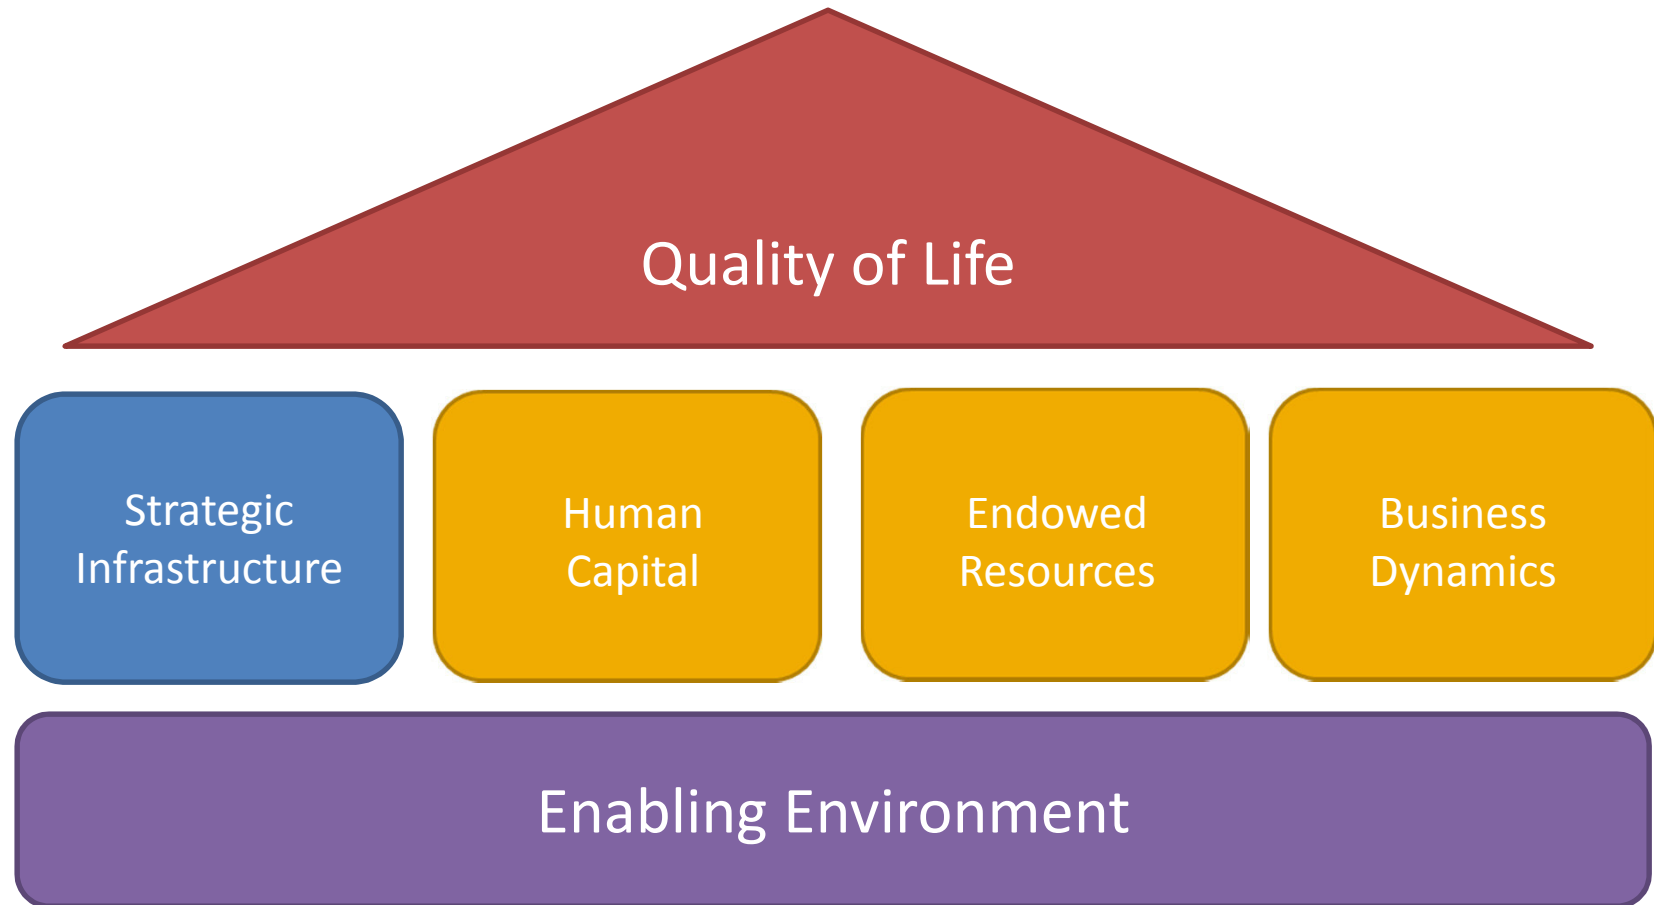 Quality of Life
Strategic
Infrastructure
Human
Capital
Endowed
Resources
Business
Dynamics
Enabling Environment